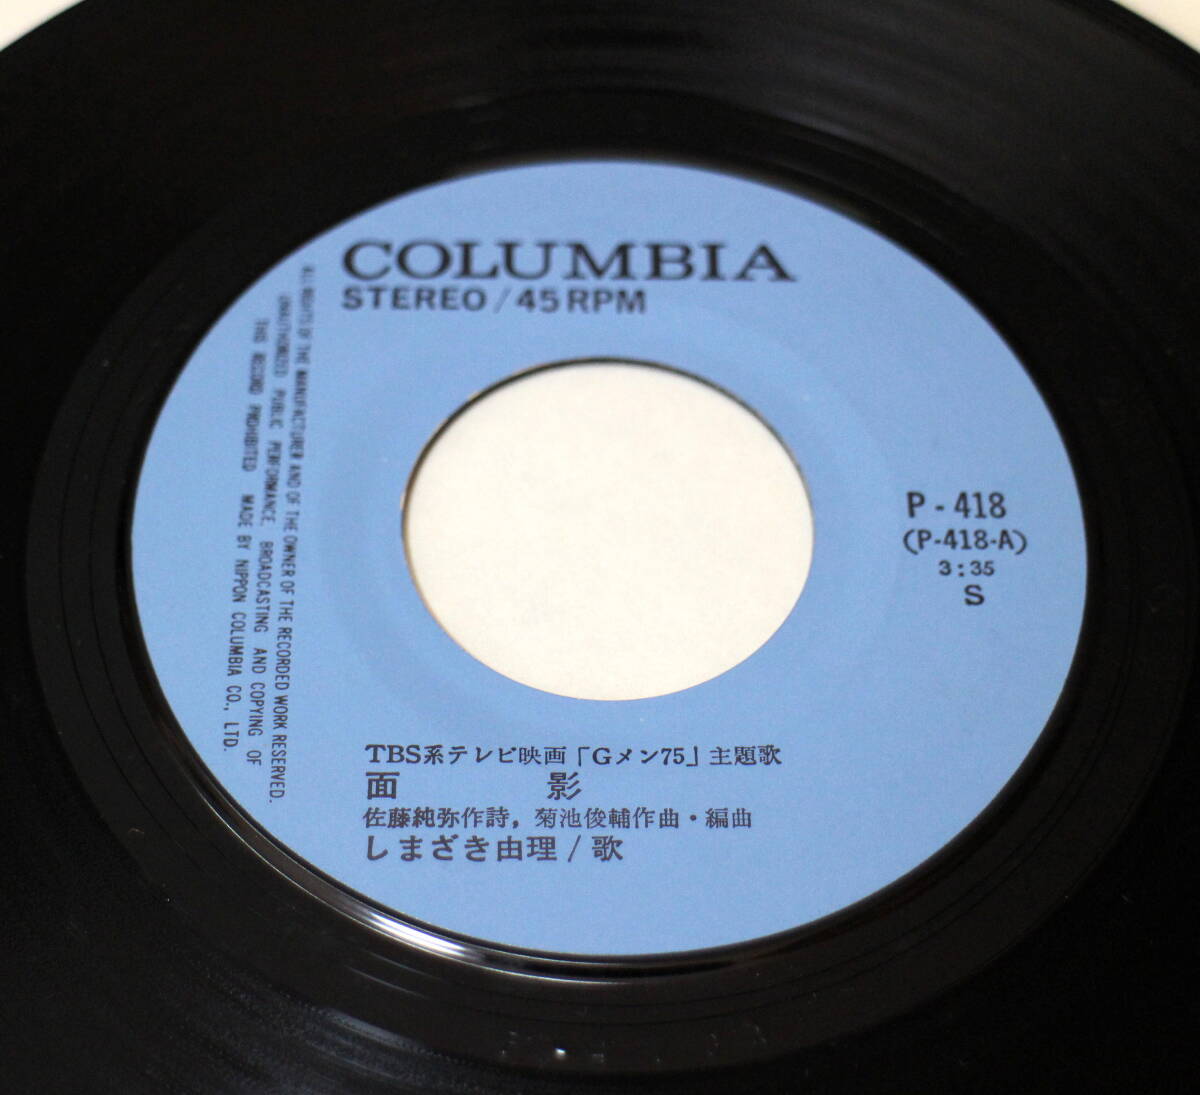 COLUMBIA
STEREO / 45 RPM
ALL RIGHTS OF THE MANUFACTURER AND OF THE OWNER OF THE RECORDED WORK RESERVED.
UNAUTHORIZED PUBLIC PERFORMANCE, BROADCASTING AND COPYING OF
THIS RECORD PROHIBITED MADE BY NIPPON COLUMBIA CO., LTD.
P-418
(P-418-A)
3:35
S
TBS系テレビ映画「Gメン75」主題歌
面 影
佐藤純弥作詩，菊池俊輔作曲・編曲
しまざき由理/歌